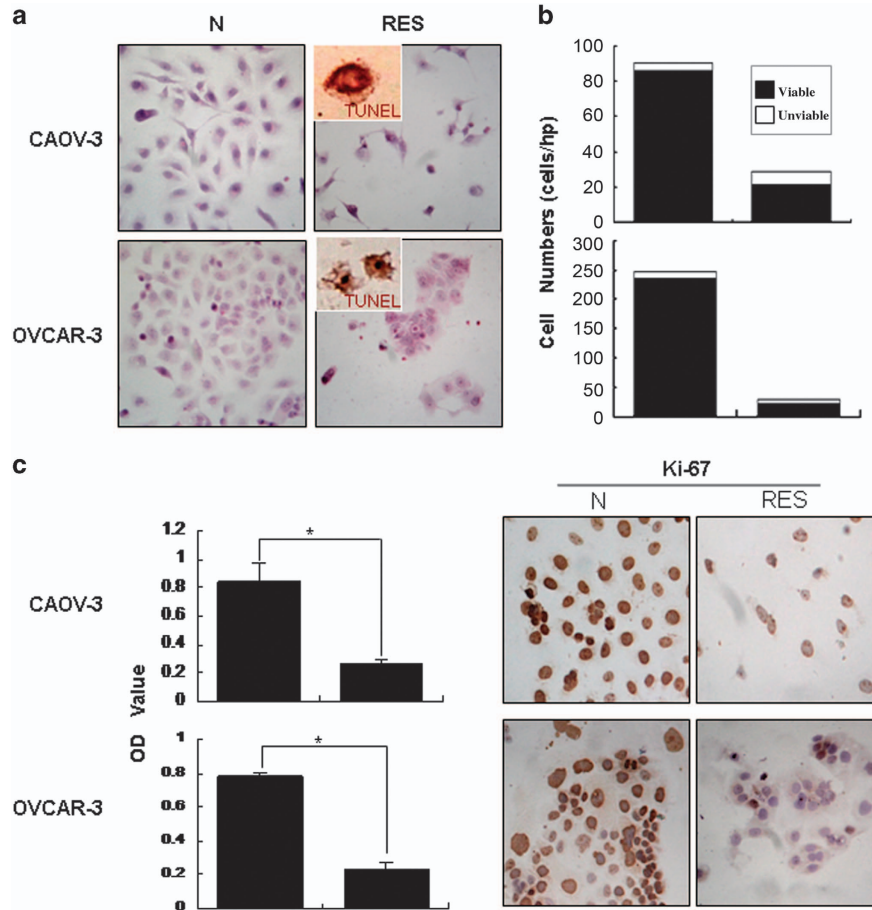 a
N
RES
CAOV-3
TUNEL
OVCAR-3
TUNEL
b
Cell Numbers (cells/hp)
100
80
60
40
20
0
Viable
Unviable
300
250
200
150
100
50
0
c
CAOV-3
OVCAR-3
OD Value
1.2
1
0.8
0.6
0.4
0.2
0
*
1
0.8
0.6
0.4
0.2
0
*
Ki-67
N
RES